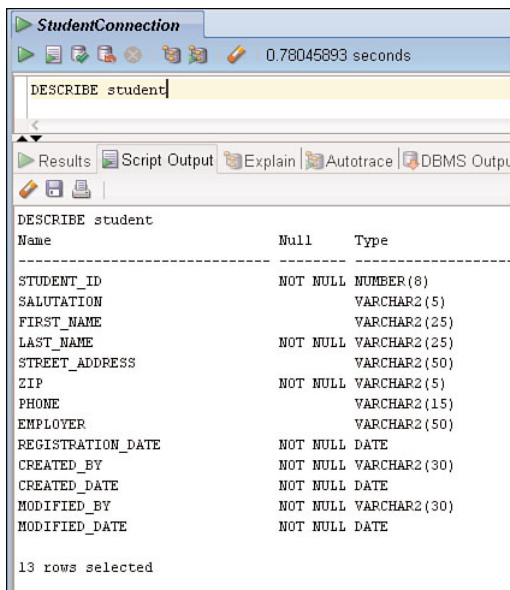 StudentConnection
0.78045893 seconds
DESCRIBE student
Results Script Output Explain Autotrace DBMS Outpu
DESCRIBE student
Name Null Type
------------------------------ -------- --------------------
STUDENT_ID NOT NULL NUMBER(8)
SALUTATION VARCHAR2(5)
FIRST_NAME VARCHAR2(25)
LAST_NAME NOT NULL VARCHAR2(25)
STREET_ADDRESS VARCHAR2(50)
ZIP NOT NULL VARCHAR2(5)
PHONE VARCHAR2(15)
EMPLOYER VARCHAR2(50)
REGISTRATION_DATE NOT NULL DATE
CREATED_BY NOT NULL VARCHAR2(30)
CREATED_DATE NOT NULL DATE
MODIFIED_BY NOT NULL VARCHAR2(30)
MODIFIED_DATE NOT NULL DATE
13 rows selected